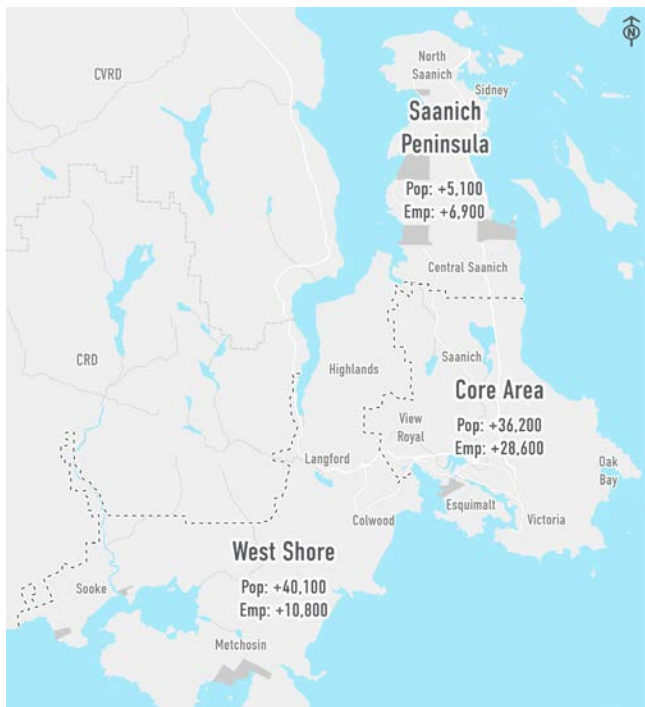 N
North
Saanich
CVRD
Sidney
Saanich
Peninsula
Pop: +5,100
Emp: +6,900
Central Saanich
CRD
Highlands
Saanich
Core Area
Pop: +36,200
Emp: +28,600
View
Royal
Langford
Oak
Bay
Esquimalt
Colwood
Victoria
West Shore
Pop: +40,100
Emp: +10,800
Sooke
Metchosin